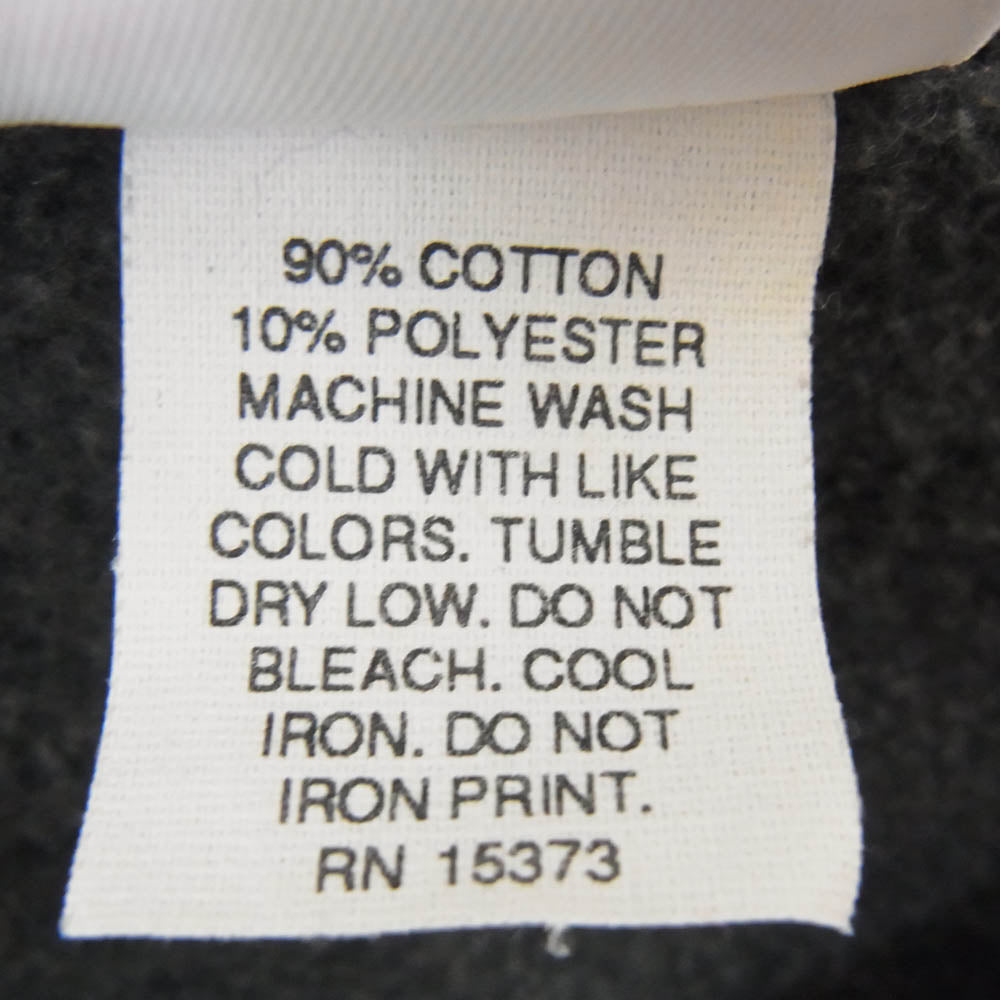 90% COTTON
10% POLYESTER
MACHINE WASH
COLD WITH LIKE
COLORS. TUMBLE
DRY LOW. DO NOT
BLEACH. COOL
IRON. DO NOT
IRON PRINT.
RN 15373